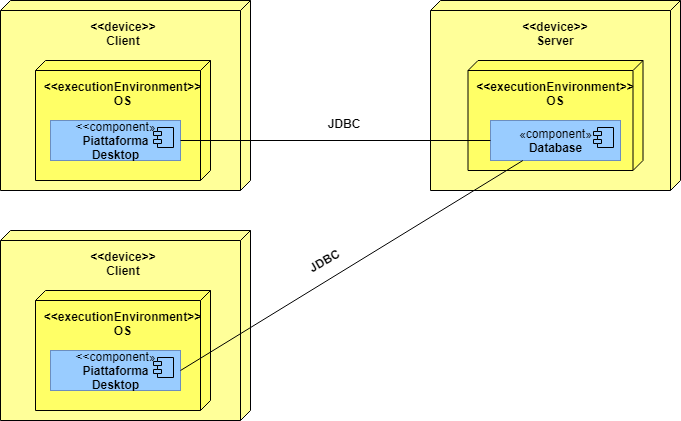 <<device>>
Client
<<executionEnvironment>>
OS
<<component»
Piattaforma
Desktop
JDBC
<<device>>
Server
<<executionEnvironment>>
OS
«component»
Database
<<device>>
Client
<<executionEnvironment>>
OS
<<component»
Piattaforma
Desktop
JDBC